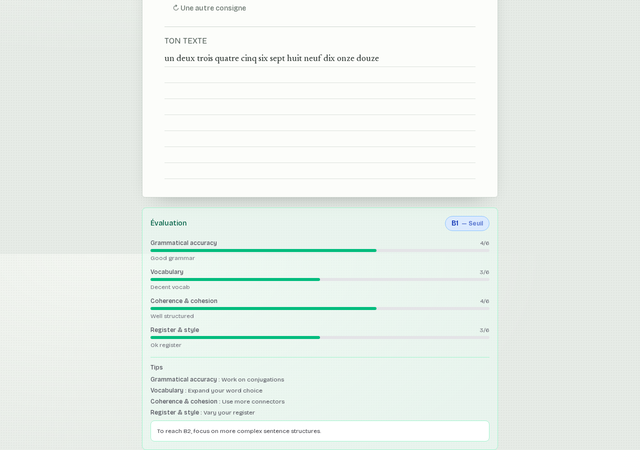 ↻ Une autre consigne
TON TEXTE
un deux trois quatre cinq six sept huit neuf dix onze douze
Évaluation
B1 — Seuil
Grammatical accuracy 4/6
Good grammar
Vocabulary 3/6
Decent vocab
Coherence & cohesion 4/6
Well structured
Register & style 3/6
Ok register
Tips
Grammatical accuracy : Work on conjugations
Vocabulary : Expand your word choice
Coherence & cohesion : Use more connectors
Register & style : Vary your register
To reach B2, focus on more complex sentence structures.